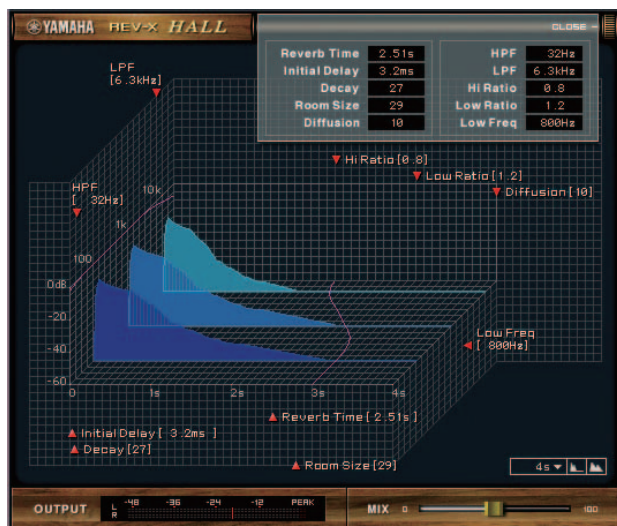 YAMAHA REV-X HALL
CLOSE -
Reverb Time 2.51s
Initial Delay 3.2ms
Decay 27
Room Size 29
Diffusion 10
HPF 32Hz
LPF 6.3kHz
Hi Ratio 0.8
Low Ratio 1.2
Low Freq 800Hz
LPF
[6.3kHz]
Hi Ratio [0.8]
Low Ratio [1.2]
Diffusion [10]
HPF
[ 32Hz]
10k
1k
100
0dB
-20
-40
-60
0 1s 2s 3s 4s
Low Freq
[ 800Hz]
Reverb Time [2.51s]
Initial Delay [ 3.2ms ]
Decay [27]
Room Size [29]
4s
OUTPUT
L
R
-48 -36 -24 -12 PEAK
MIX 0 100